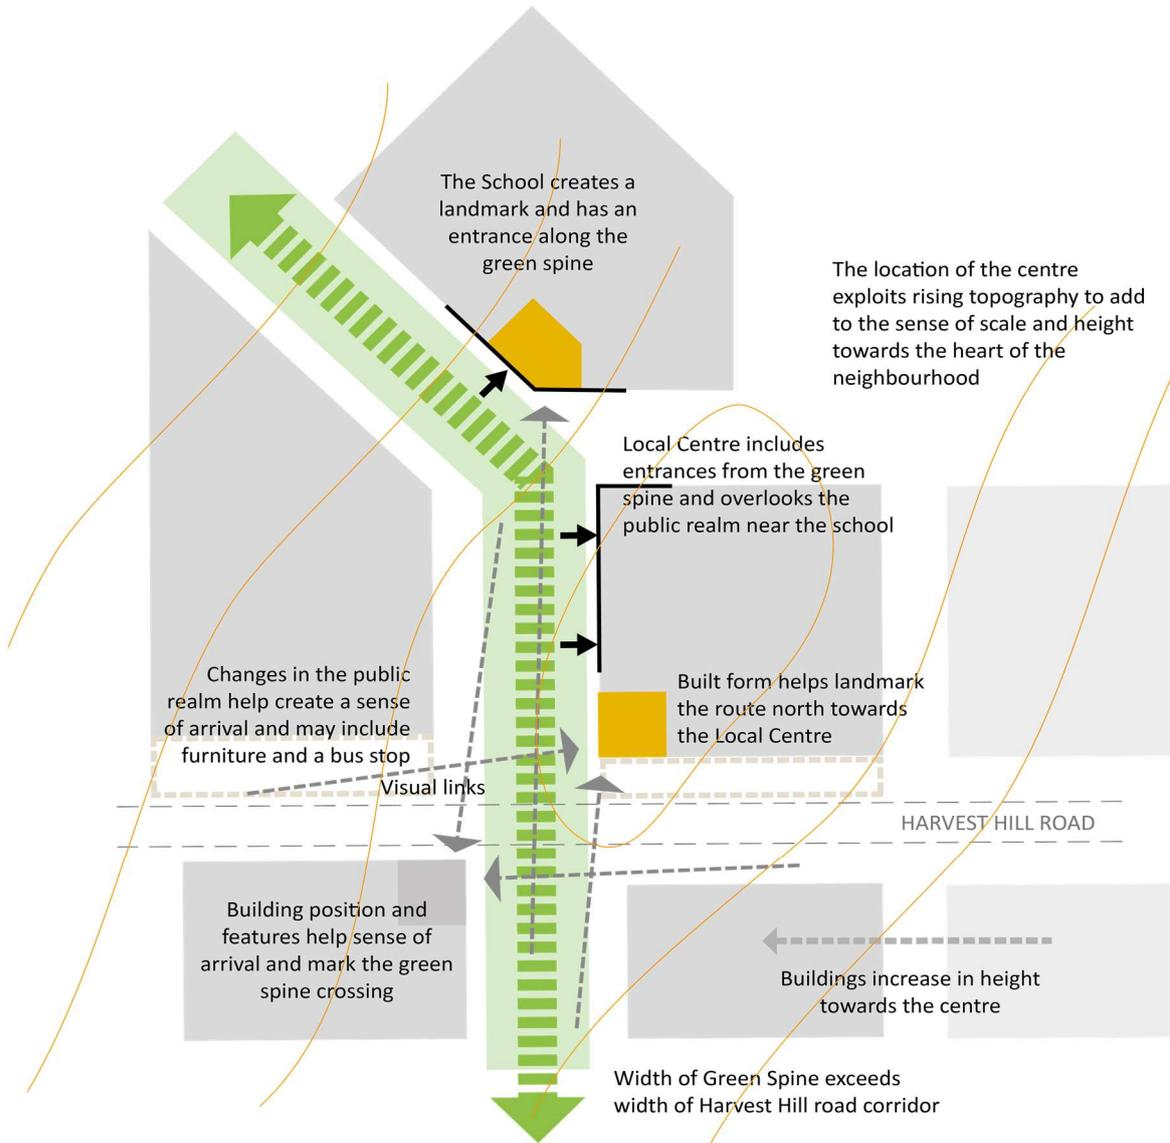 The School creates a
landmark and has an
entrance along the
green spine
The location of the centre
exploits rising topography to add
to the sense of scale and height
towards the heart of the
neighbourhood
Local Centre includes
entrances from the green
spine and overlooks the
public realm near the school
Changes in the public
realm help create a sense
of arrival and may include
furniture and a bus stop
Built form helps landmark
the route north towards
the Local Centre
Visual links
HARVEST HILL ROAD
Building position and
features help sense of
arrival and mark the green
spine crossing
Buildings increase in height
towards the centre
Width of Green Spine exceeds
width of Harvest Hill road corridor